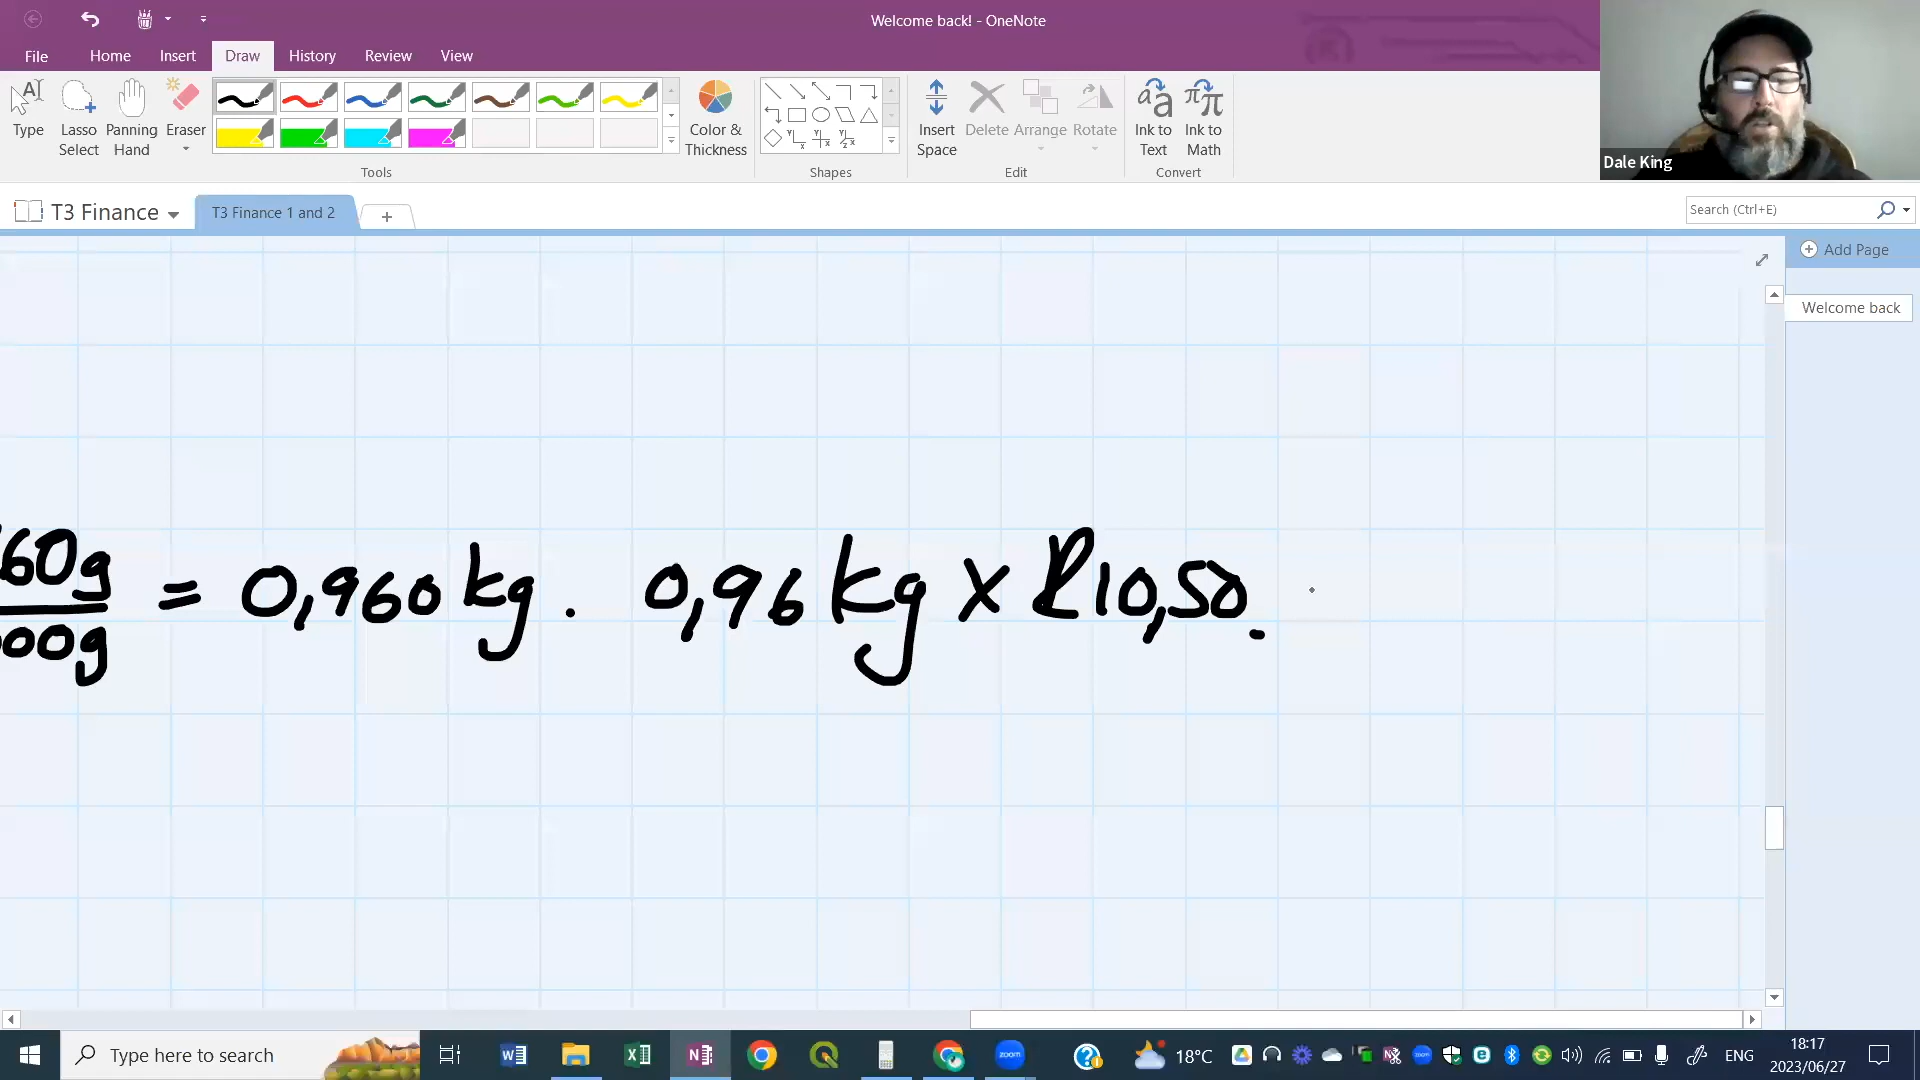 Welcome back! - OneNote
File
Home
Insert
Draw
History
Review
View
Type
Lasso Select
Panning Hand
Eraser
Color & Thickness
Insert Space
Delete
Arrange
Rotate
Ink to Text
Ink to Math
Tools
Shapes
Edit
Convert
Dale King
T3 Finance
T3 Finance 1 and 2
Search (Ctrl+E)
Add Page
Welcome back
60g
= 0,960 kg . 0,96 kg x R10,50.
00g
Type here to search
zoom
18°C
ENG
18:17
2023/06/27